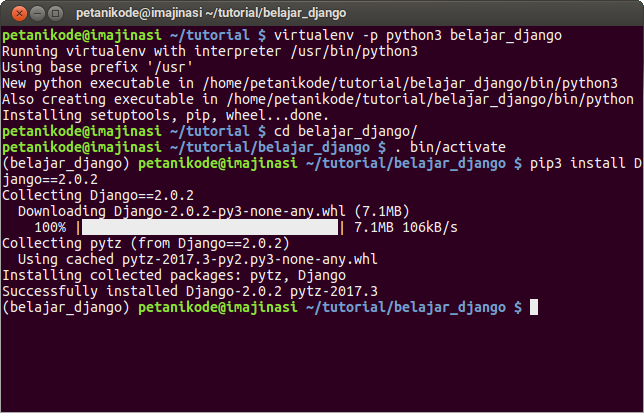 petanikode@imajinasi ~/tutorial/belajar_django
petanikode@imajinasi ~/tutorial $ virtualenv -p python3 belajar_django
Running virtualenv with interpreter /usr/bin/python3
Using base prefix '/usr'
New python executable in /home/petanikode/tutorial/belajar_django/bin/python3
Also creating executable in /home/petanikode/tutorial/belajar_django/bin/python
Installing setuptools, pip, wheel...done.
petanikode@imajinasi ~/tutorial $ cd belajar_django/
petanikode@imajinasi ~/tutorial/belajar_django $ . bin/activate
(belajar_django) petanikode@imajinasi ~/tutorial/belajar_django $ pip3 install D
jango==2.0.2
Collecting Django==2.0.2
  Downloading Django-2.0.2-py3-none-any.whl (7.1MB)
    100% |████████████████████████████████| 7.1MB 106kB/s
Collecting pytz (from Django==2.0.2)
  Using cached pytz-2017.3-py2.py3-none-any.whl
Installing collected packages: pytz, Django
Successfully installed Django-2.0.2 pytz-2017.3
(belajar_django) petanikode@imajinasi ~/tutorial/belajar_django $